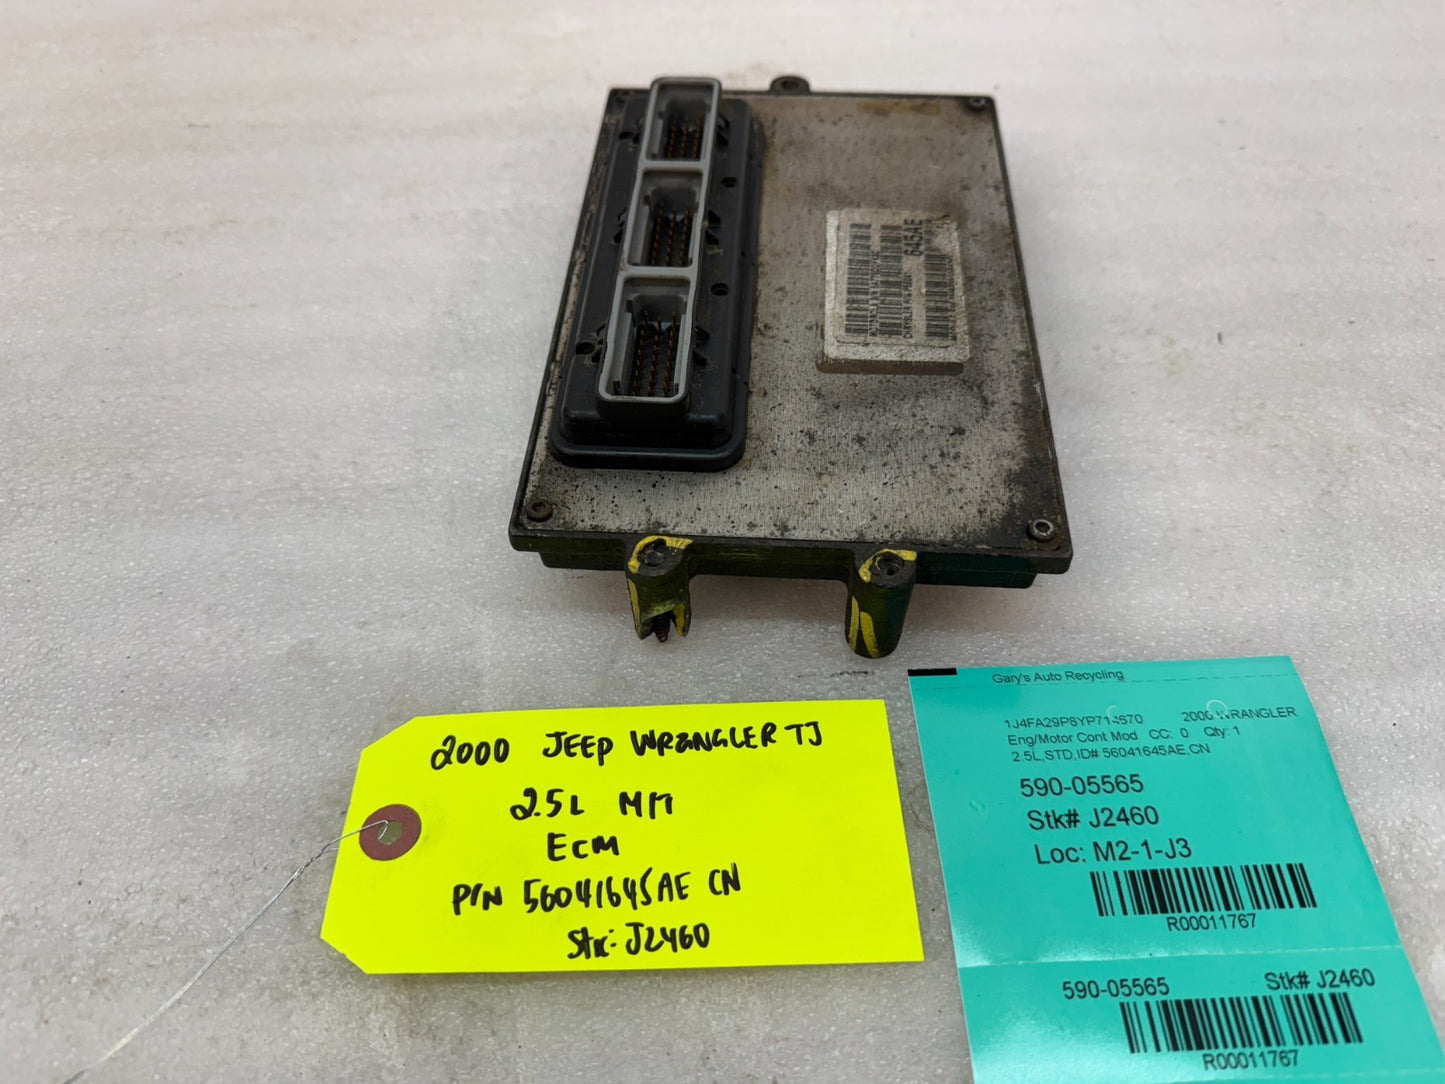 645AE
2000 JEEP WRANGLER TJ
2.5L M/T
ECM
P/N 56041645AE CN
Stk: J2460
Gary's Auto Recycling
2000 WRANGLER
Eng/Motor Cont Mod CC: 0 Qty: 1
2.5L,STD,ID# 56041645AE,CN
590-05565
Stk# J2460
Loc: M2-1-J3
R00011767
590-05565 Stk# J2460
R00011767